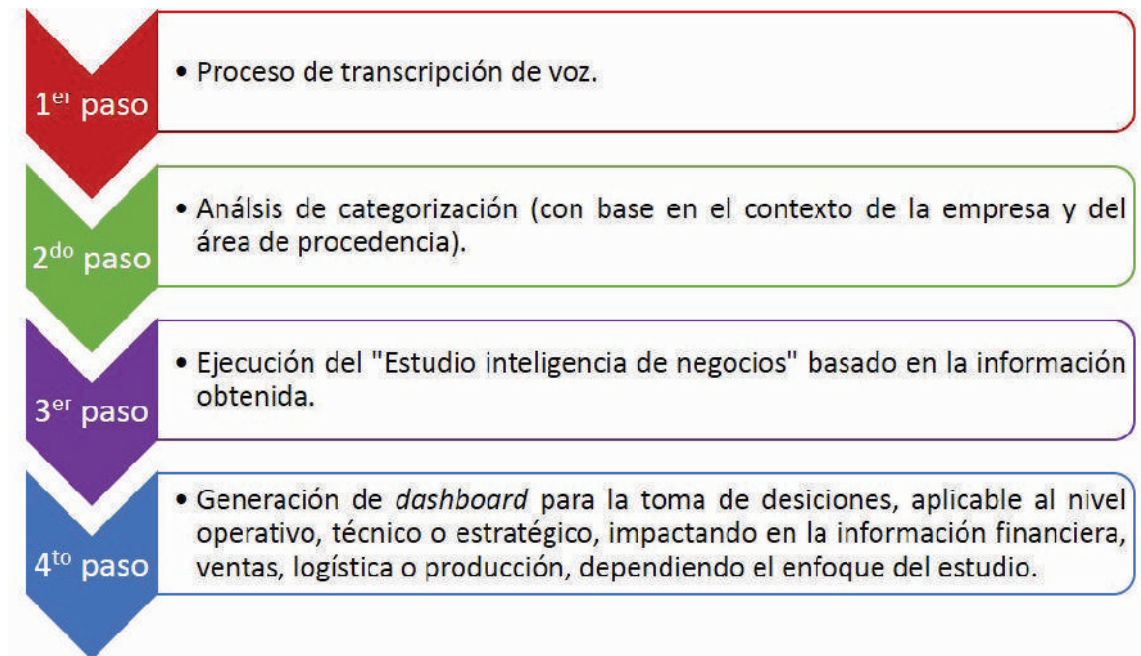 1er paso
• Proceso de transcripción de voz.
2do paso
• Análsis de categorización (con base en el contexto de la empresa y del
área de procedencia).
3er paso
• Ejecución del "Estudio inteligencia de negocios" basado en la información
obtenida.
4to paso
• Generación de dashboard para la toma de desiciones, aplicable al nivel
operativo, técnico o estratégico, impactando en la información financiera,
ventas, logística o producción, dependiendo el enfoque del estudio.